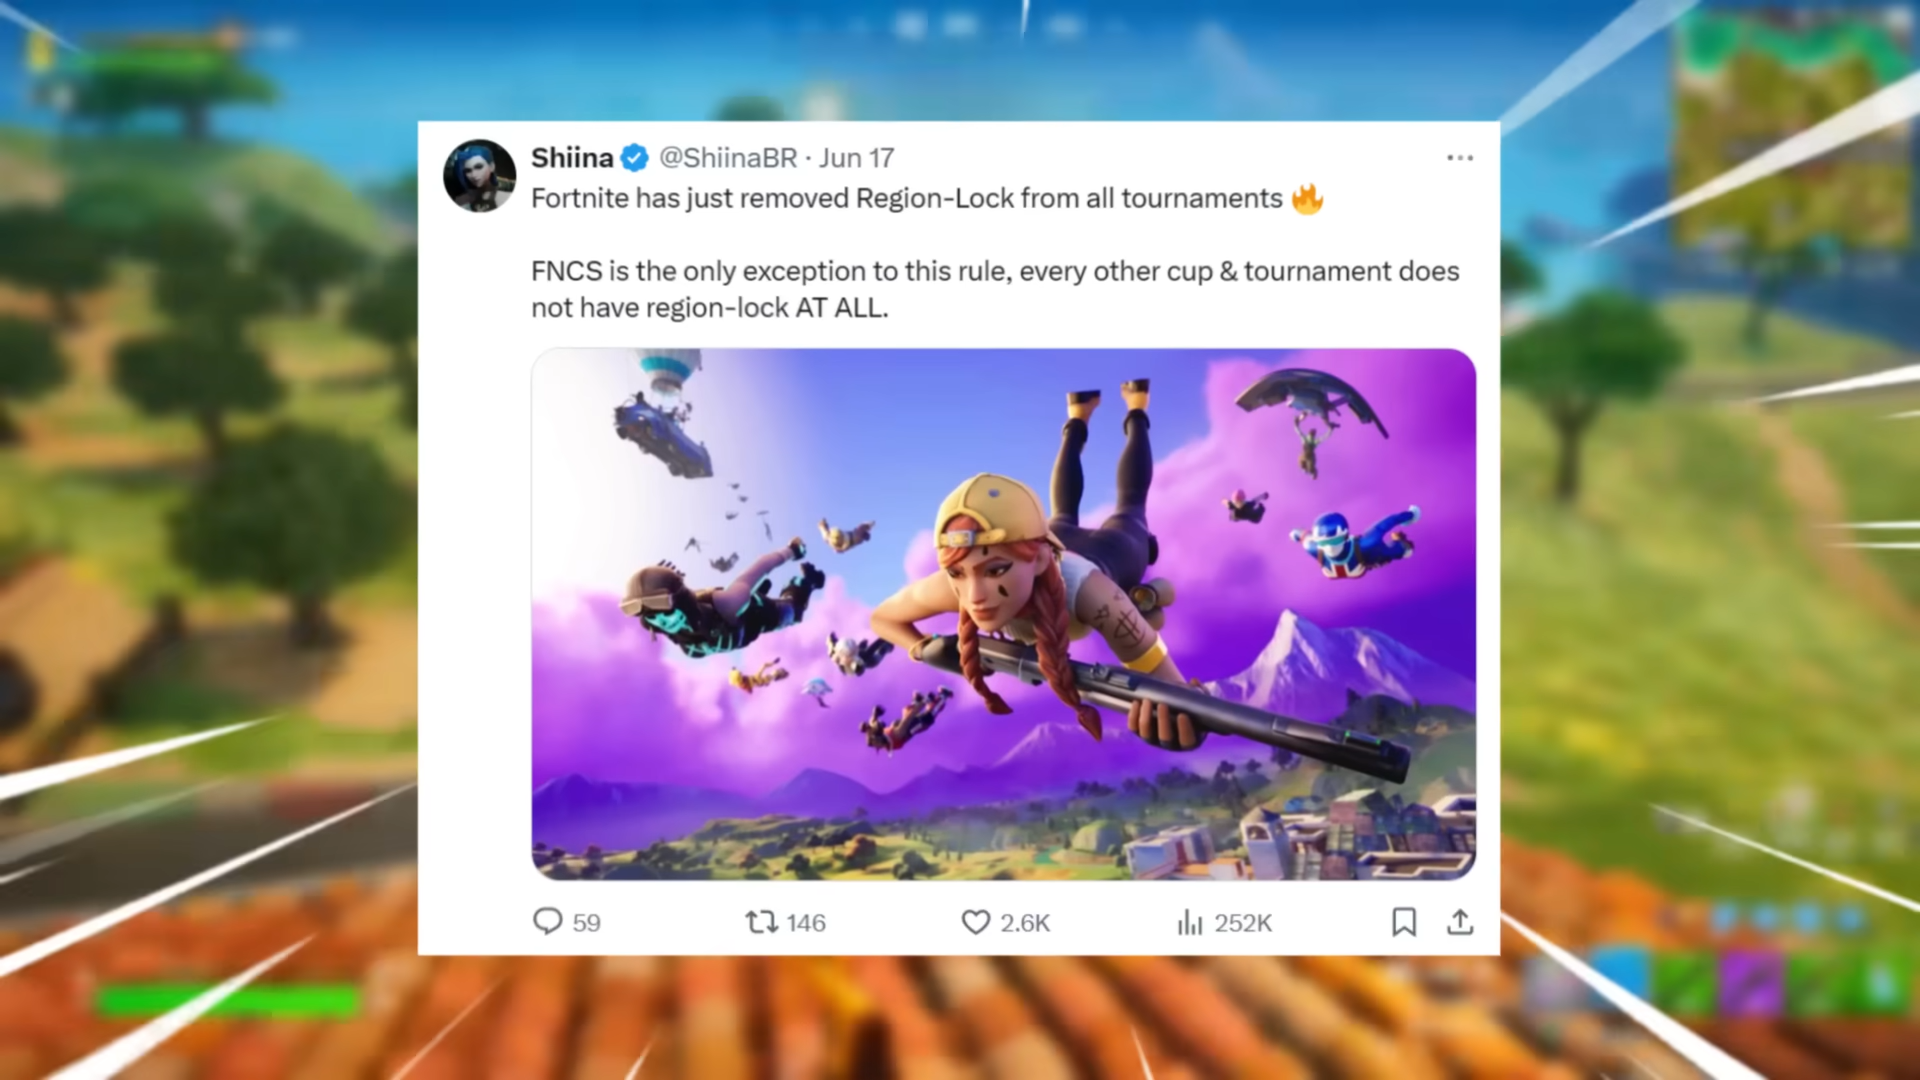 Shiina @ShiinaBR · Jun 17
Fortnite has just removed Region-Lock from all tournaments 🔥
FNCS is the only exception to this rule, every other cup & tournament does
not have region-lock AT ALL.
59 146 2.6K 252K